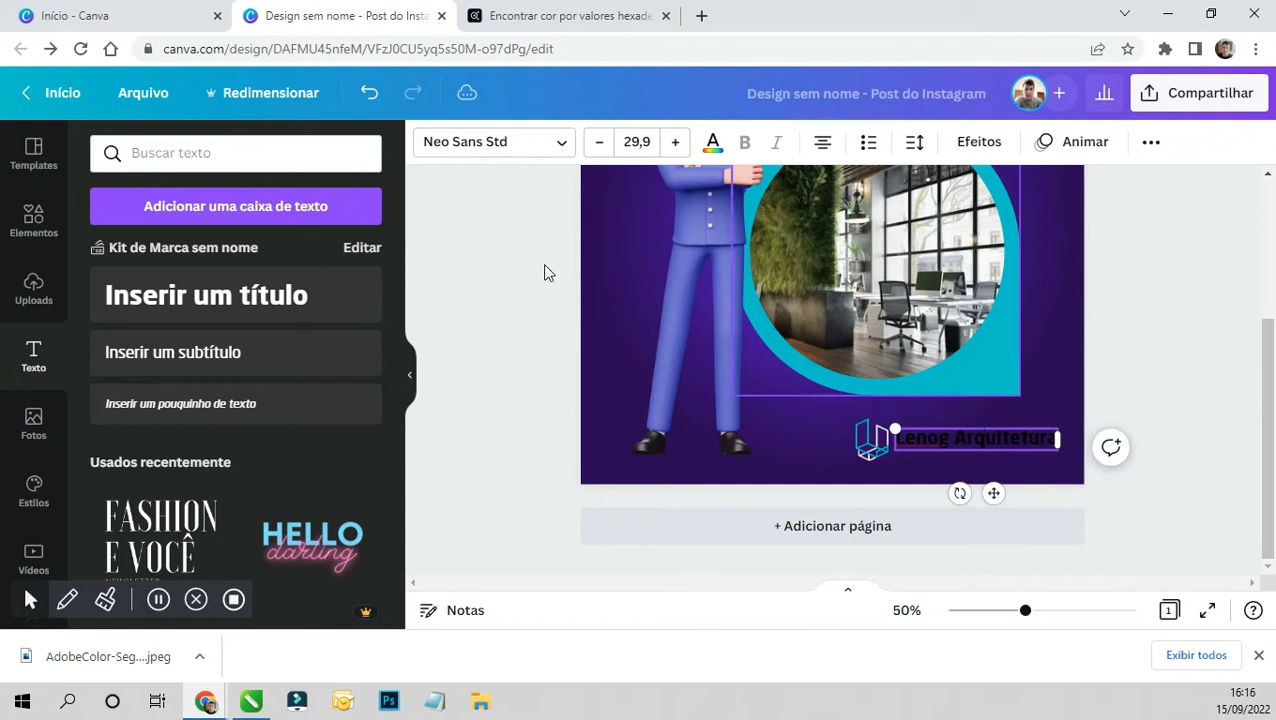 Início - Canva
Design sem nome - Post do Insta
Encontrar cor por valores hexade
canva.com/design/DAFMU45nfeM/VFzJ0CU5yq5s50M-o97dPg/edit
Início
Arquivo
Redimensionar
Design sem nome - Post do Instagram
Compartilhar
Templates
Elementos
Uploads
Texto
Fotos
Estilos
Vídeos
Buscar texto
Adicionar uma caixa de texto
Kit de Marca sem nome
Editar
Inserir um título
Inserir um subtítulo
Inserir um pouquinho de texto
Usados recentemente
FASHION
E VOCÊ
HELLO
darling
Neo Sans Std
29,9
A
B
I
Efeitos
Animar
Lenog Arquitetura
+ Adicionar página
Notas
50%
1
AdobeColor-Seg....jpeg
Exibir todos
Ps
16:16
15/09/2022